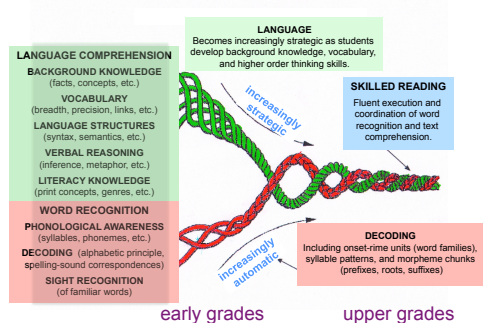 LANGUAGE COMPREHENSION
BACKGROUND KNOWLEDGE
(facts, concepts, etc.)
VOCABULARY
(breadth, precision, links, etc.)
LANGUAGE STRUCTURES
(syntax, semantics, etc.)
VERBAL REASONING
(inference, metaphor, etc.)
LITERACY KNOWLEDGE
(print concepts, genres, etc.)
WORD RECOGNITION
PHONOLOGICAL AWARENESS
(syllables, phonemes, etc.)
DECODING (alphabetic principle,
spelling-sound correspondences)
SIGHT RECOGNITION
(of familiar words)
LANGUAGE
Becomes increasingly strategic as students
develop background knowledge, vocabulary,
and higher order thinking skills.
increasingly
strategic
SKILLED READING
Fluent execution and
coordination of word
recognition and text
comprehension.
increasingly
automatic
DECODING
Including onset-rime units (word families),
syllable patterns, and morpheme chunks
(prefixes, roots, suffixes)
early grades
upper grades